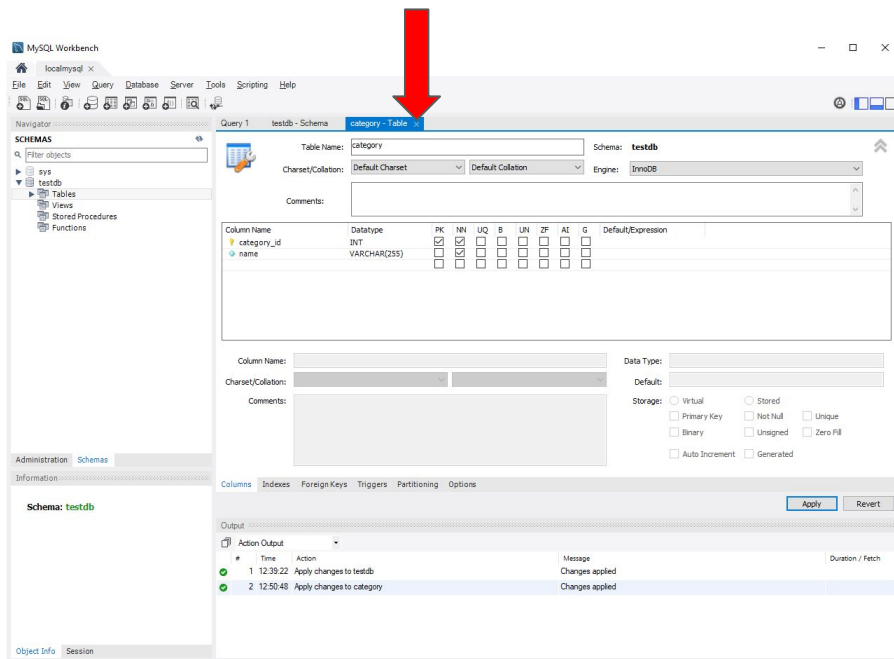 MySQL Workbench
localmysql ×
File Edit View Query Database Server Tools Scripting Help
Navigator
SCHEMAS
Filter objects
sys
testdb
Tables
Views
Stored Procedures
Functions
Administration Schemas
Information
Schema: testdb
Object Info Session
Query 1 testdb - Schema category - Table ×
Table Name: category Schema: testdb
Charset/Collation: Default Charset Default Collation Engine: InnoDB
Comments:
Column Name Datatype PK NN UQ B UN ZF AI G Default/Expression
category_id INT
name VARCHAR(255)
Column Name: Data Type:
Charset/Collation: Default:
Comments: Storage: Virtual Stored
Primary Key Not Null Unique
Binary Unsigned Zero Fill
Auto Increment Generated
Columns Indexes Foreign Keys Triggers Partitioning Options
Apply Revert
Output
Action Output
# Time Action Message Duration / Fetch
1 12:39:22 Apply changes to testdb Changes applied
2 12:50:48 Apply changes to category Changes applied